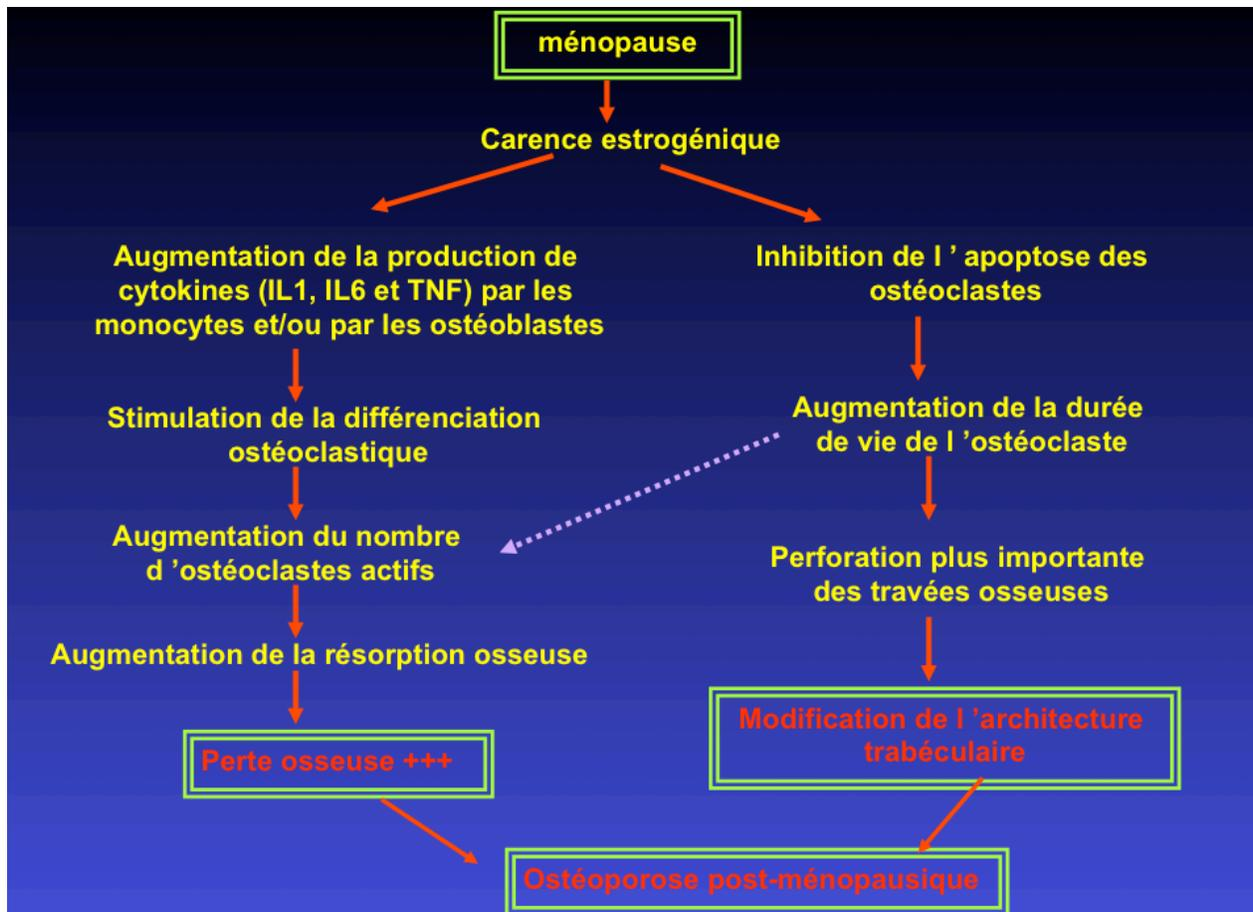 ménopause
Carence estrogénique
Augmentation de la production de
cytokines (IL1, IL6 et TNF) par les
monocytes et/ou par les ostéoblastes
Stimulation de la différenciation
ostéoclastique
Augmentation du nombre
d ’ostéoclastes actifs
Augmentation de la résorption osseuse
Perte osseuse +++
Inhibition de l ’ apoptose des
ostéoclastes
Augmentation de la durée
de vie de l ’ostéoclaste
Perforation plus importante
des travées osseuses
Modification de l ’architecture
trabéculaire
Ostéoporose post-ménopausique